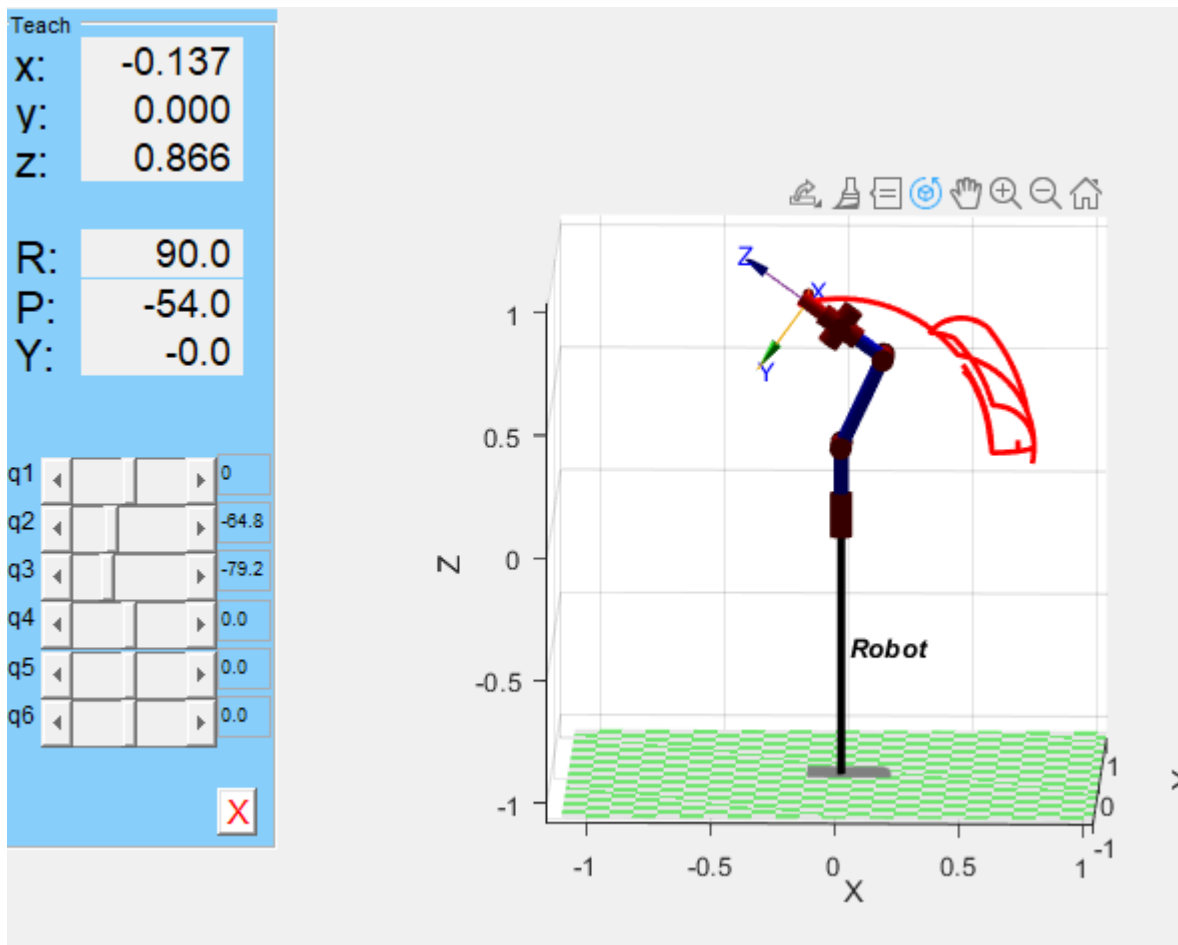 Teach
x: -0.137
y: 0.000
z: 0.866
R: 90.0
P: -54.0
Y: -0.0
q1 0
q2 -64.8
q3 -79.2
q4 0.0
q5 0.0
q6 0.0
X
Z
X
Y
1
0.5
0
-0.5
-1
Z
Robot
-1
-0.5
0
0.5
1
X
1
0
-1